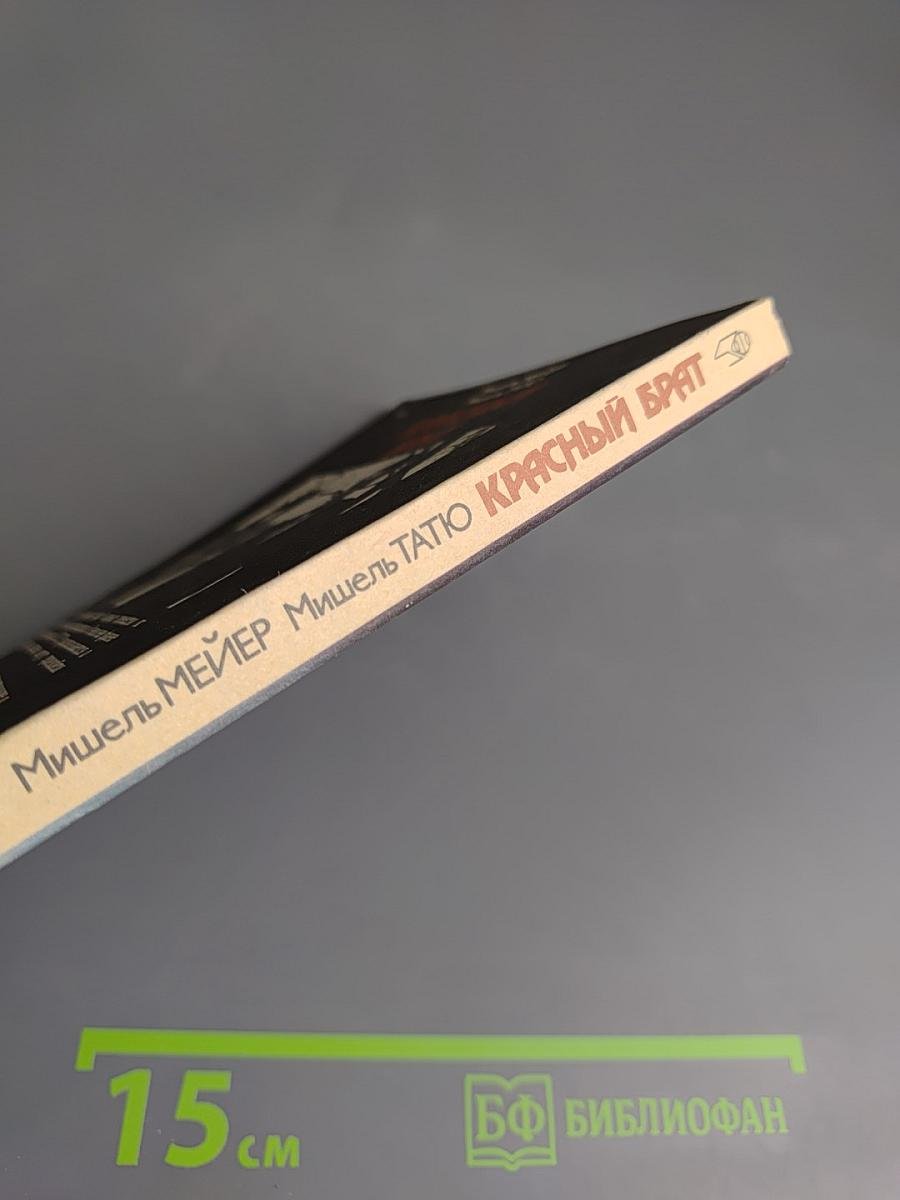 Мишель МЕЙЕР Мишель ТАТЮ КРАСНЫЙ БРАТ
15 см
БФ БИБЛИОФАН